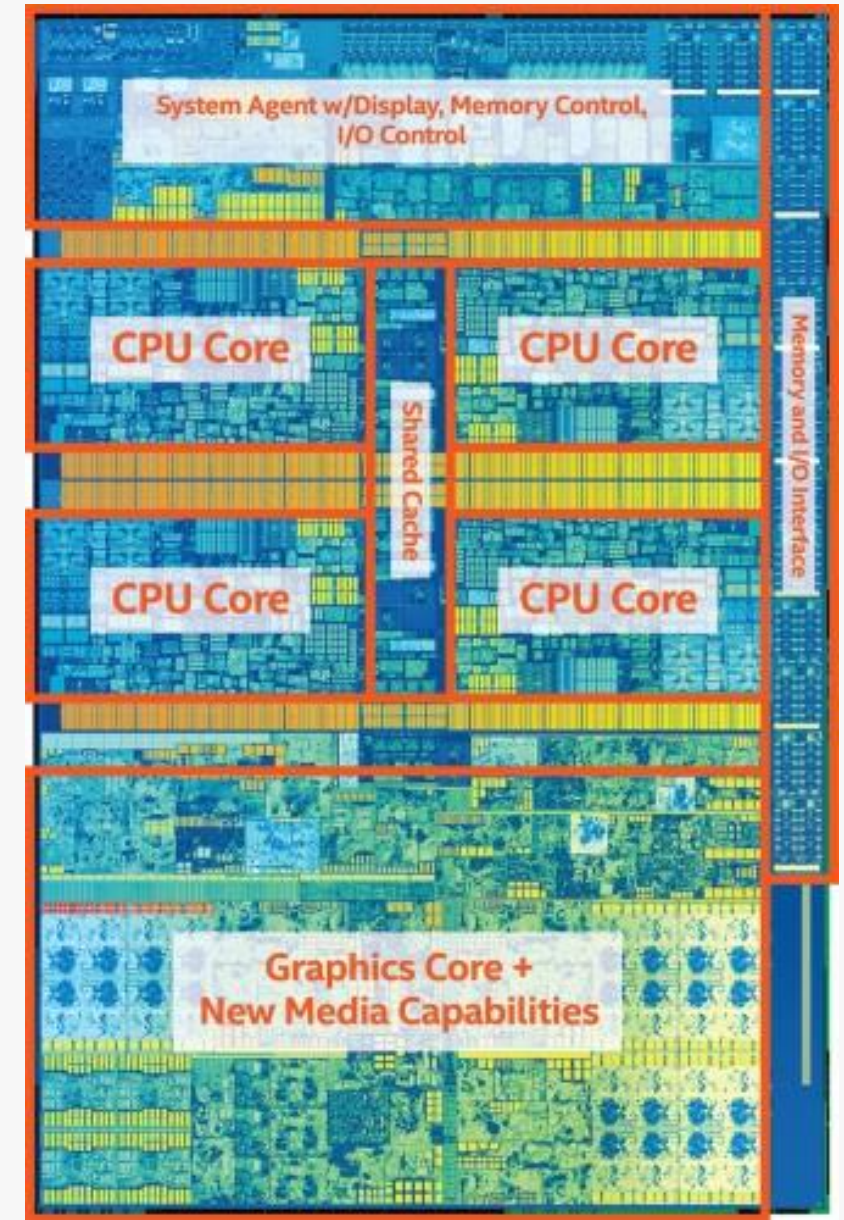 System Agent w/Display, Memory Control,
I/O Control
CPU Core
CPU Core
Shared Cache
Memory and I/O Interface
CPU Core
CPU Core
Graphics Core +
New Media Capabilities